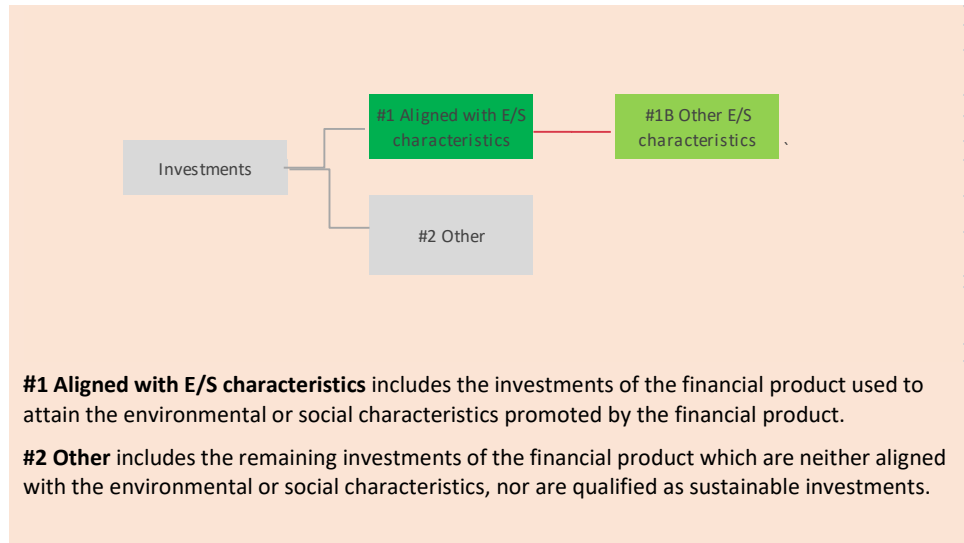 #1 Aligned with E/S
characteristics
#1B Other E/S
characteristics
`
Investments
#2 Other
#1 Aligned with E/S characteristics includes the investments of the financial product used to
attain the environmental or social characteristics promoted by the financial product.
#2 Other includes the remaining investments of the financial product which are neither aligned
with the environmental or social characteristics, nor are qualified as sustainable investments.